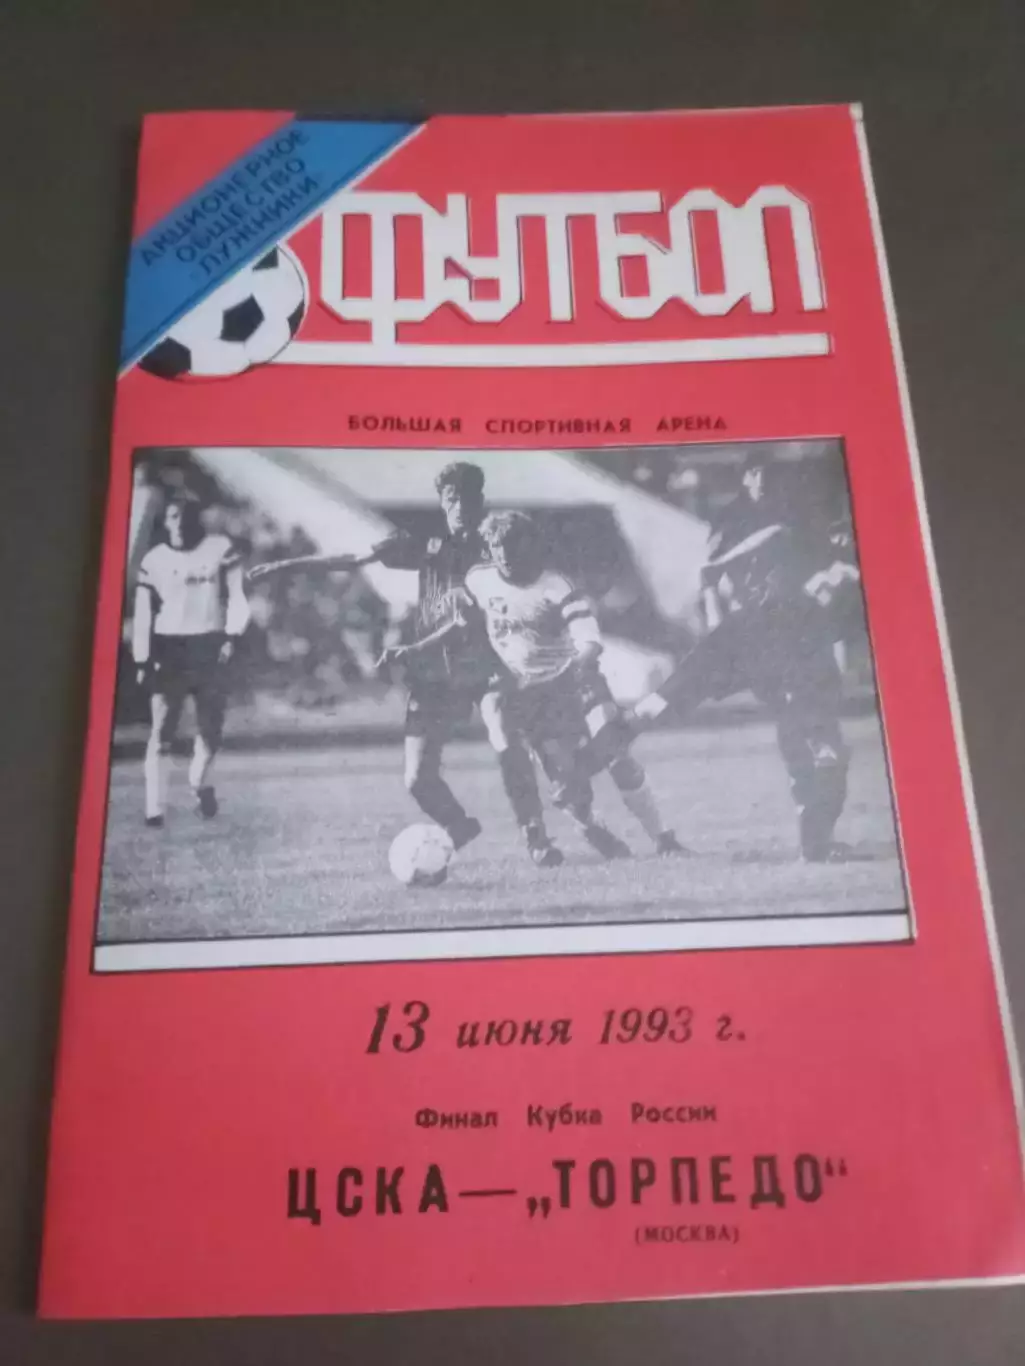 АКЦИОНЕРНОЕ
ОБЩЕСТВО
ЛУЖНИКИ
ФУТБОЛ
БОЛЬШАЯ СПОРТИВНАЯ АРЕНА
13 июня 1993 г.
Финал Кубка России
ЦСКА — „ТОРПЕДО“
(МОСКВА)